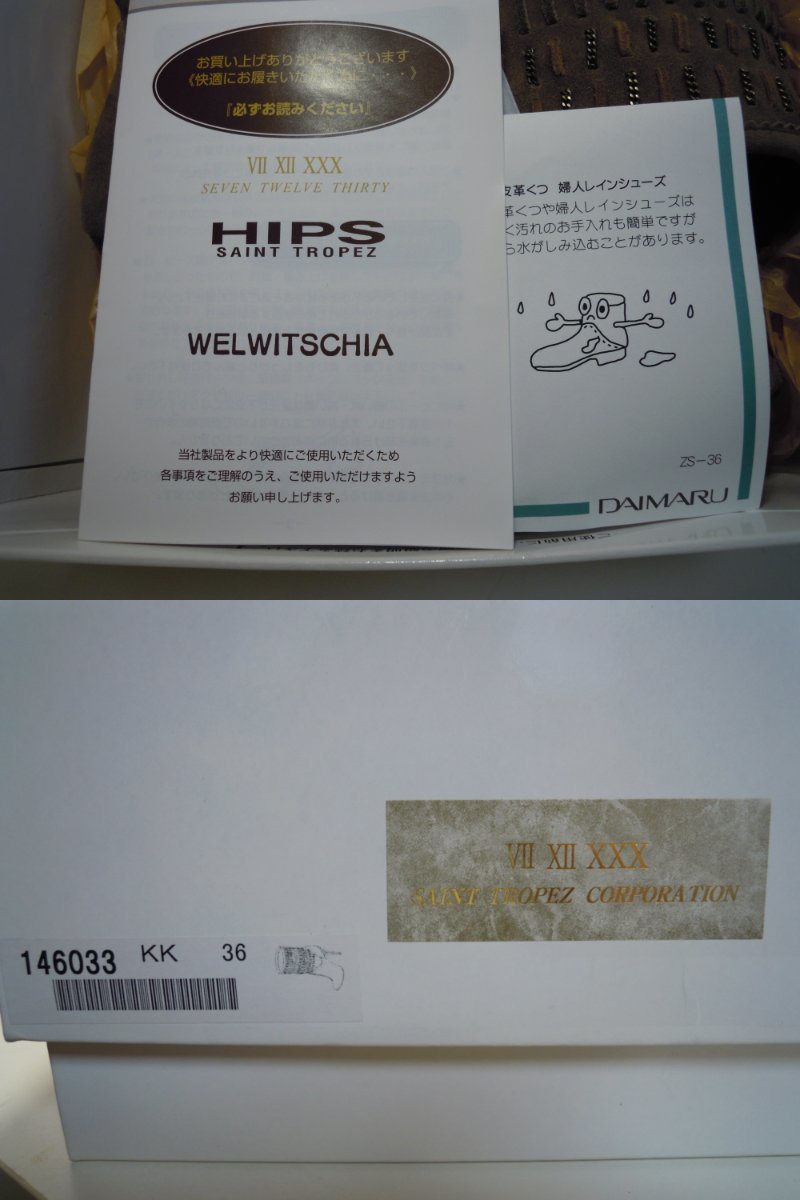 お買い上げありがとうございます
《快適にお履きいただく為に・・・・》
『必ずお読みください』
VII XII XXX
SEVEN TWELVE THIRTY
HIPS
SAINT TROPEZ
WELWITSCHIA
当社製品をより快適にご使用いただくため
各事項をご理解のうえ、ご使用いただけますよう
お願い申し上げます。
皮革くつ 婦人レインシューズ
革くつや婦人レインシューズは
く汚れのお手入れも簡単ですが
ら水がしみ込むことがあります。
ZS-36
DAIMARU
VII XII XXX
SAINT TROPEZ CORPORATION
146033 KK 36